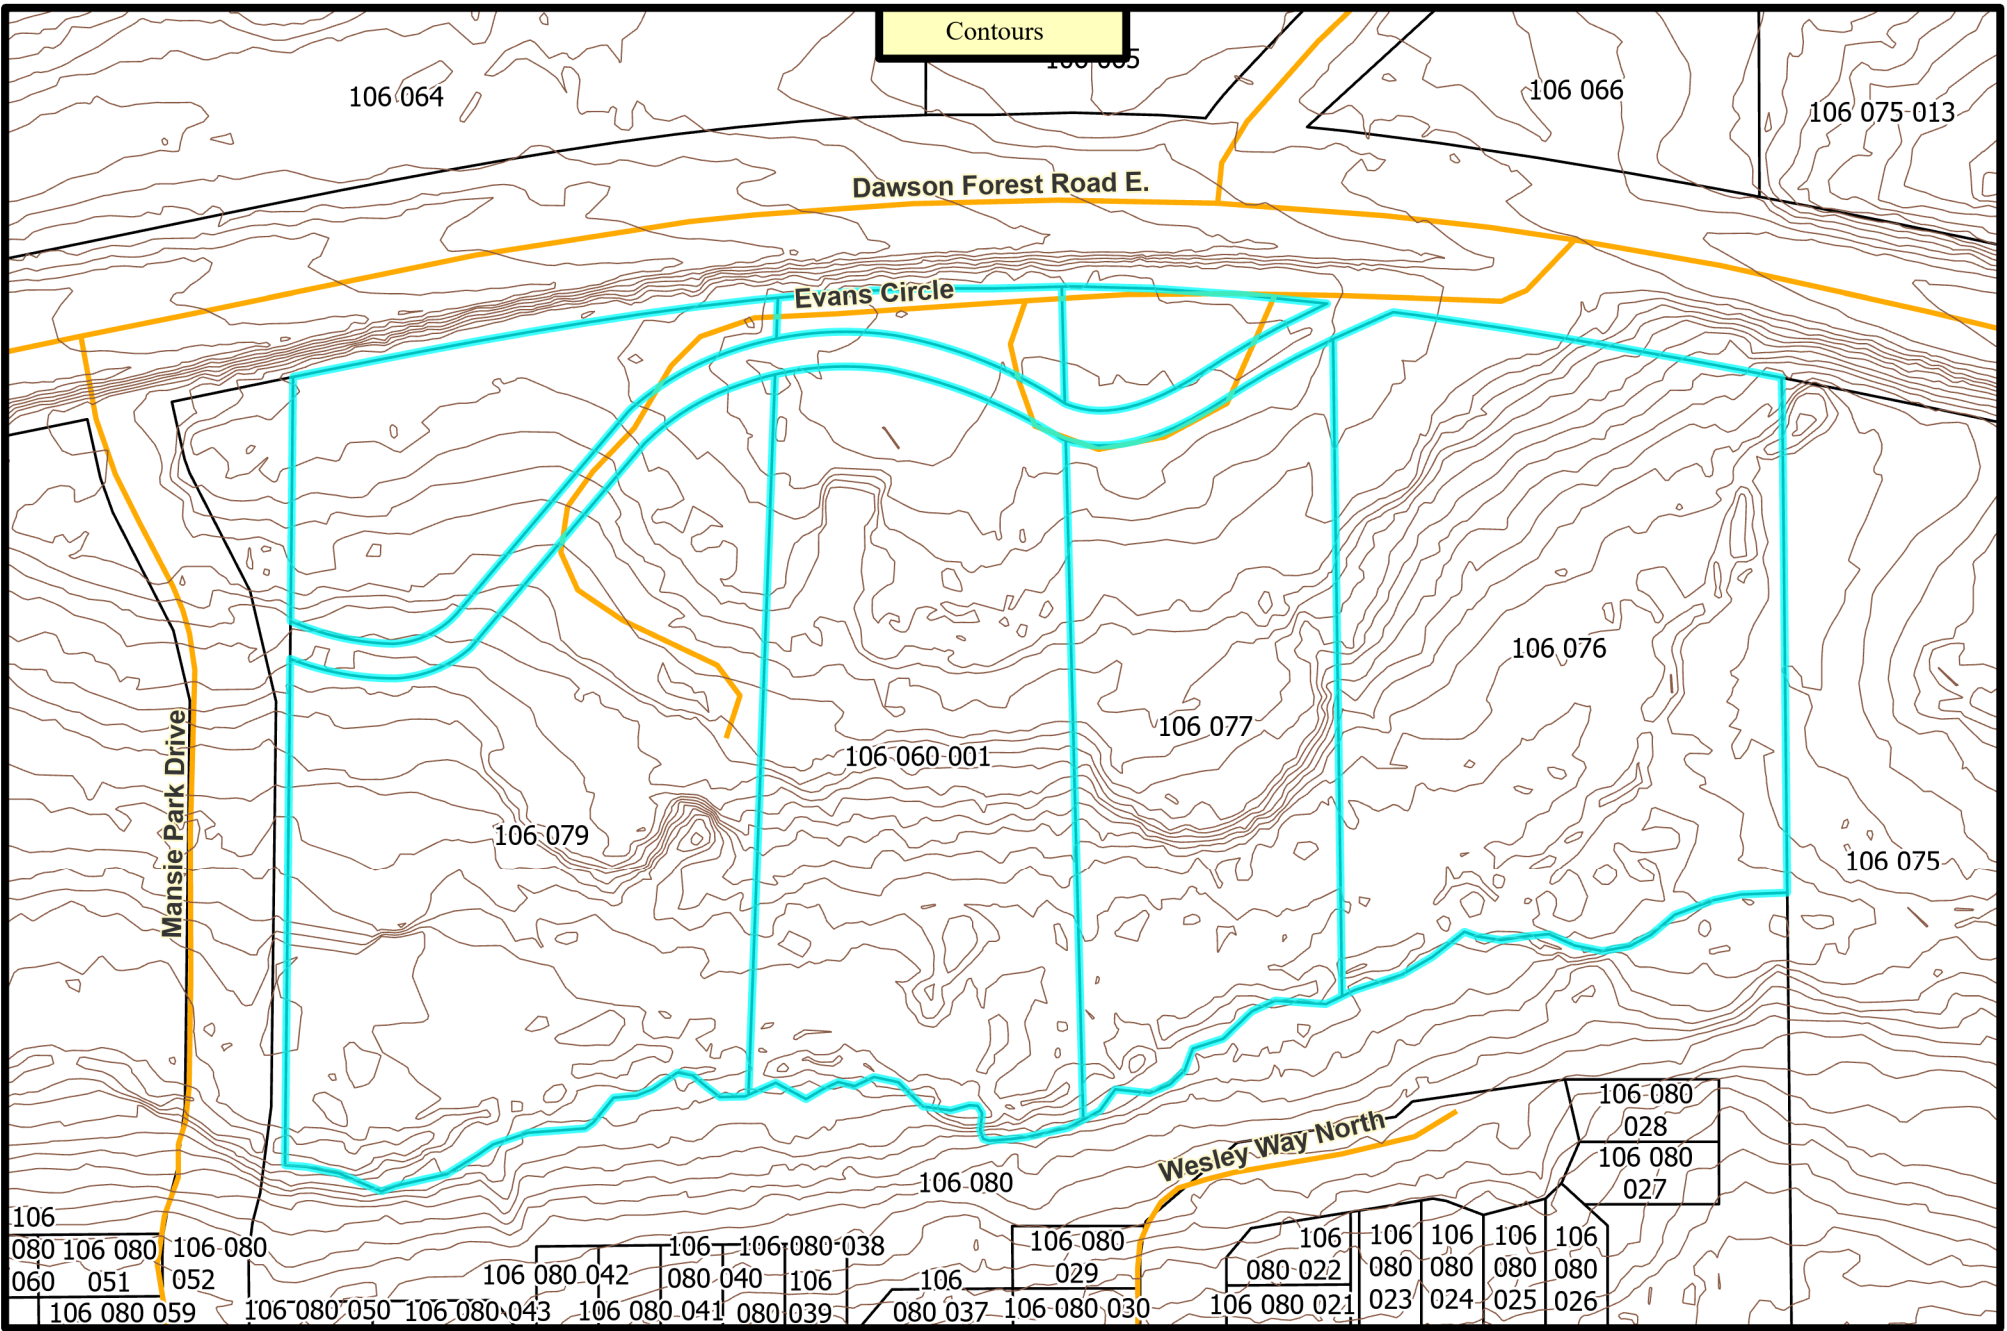 Contours
106 064
106 066
106 075 013
Dawson Forest Road E.
Evans Circle
106 076
106 077
106 060 001
106 079
106 075
Mansie Park Drive
Wesley Way North
106 080
028
106 080
027
106 080
106
080
060
106 080
051
106 080
052
106 080 059
106 080 050
106 080 043
106 080 042
106 080 041
106
080 040
106 080 038
106
080 039
106
080 037
106 080
029
106 080 030
106
080 022
106 080 021
106
080
023
106
080
024
106
080
025
106
080
026